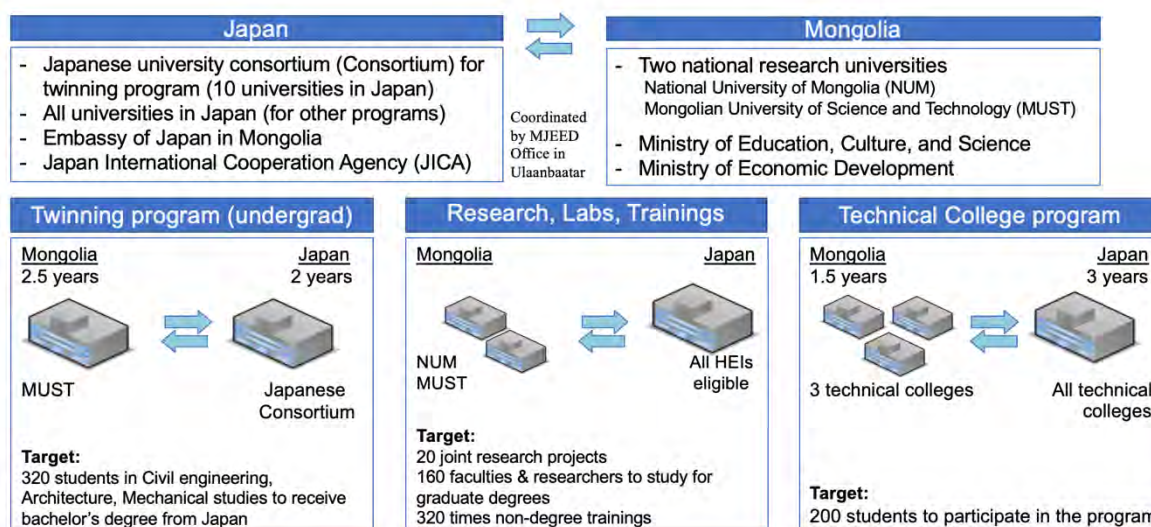 Japan
- Japanese university consortium (Consortium) for
twinning program (10 universities in Japan)
- All universities in Japan (for other programs)
- Embassy of Japan in Mongolia
- Japan International Cooperation Agency (JICA)
Coordinated
by MJEED
Office in
Ulaanbaatar
Mongolia
- Two national research universities
National University of Mongolia (NUM)
Mongolian University of Science and Technology (MUST)
- Ministry of Education, Culture, and Science
- Ministry of Economic Development
Twinning program (undergrad)
Mongolia Japan
2.5 years 2 years
MUST Japanese
Consortium
Target:
320 students in Civil engineering,
Architecture, Mechanical studies to receive
bachelor's degree from Japan
Research, Labs, Trainings
Mongolia Japan
NUM All HEIs
MUST eligible
Target:
20 joint research projects
160 faculties & researchers to study for
graduate degrees
320 times non-degree trainings
Technical College program
Mongolia Japan
1.5 years 3 years
3 technical colleges All technical
colleges
Target:
200 students to participate in the program